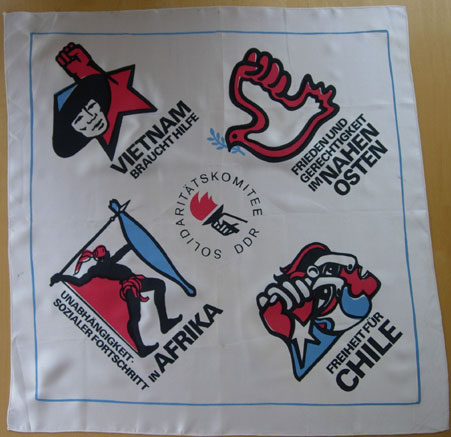 VIETNAM
BRAUCHT HILFE
FRIEDEN UND
GERECHTIGKEIT
IM NAHEN
OSTEN
SOLIDARITÄTSKOMITEE DDR
UNABHÄNGIGKEIT·
SOZIALER FORTSCHRITT
IN AFRIKA
FREIHEIT FÜR
CHILE